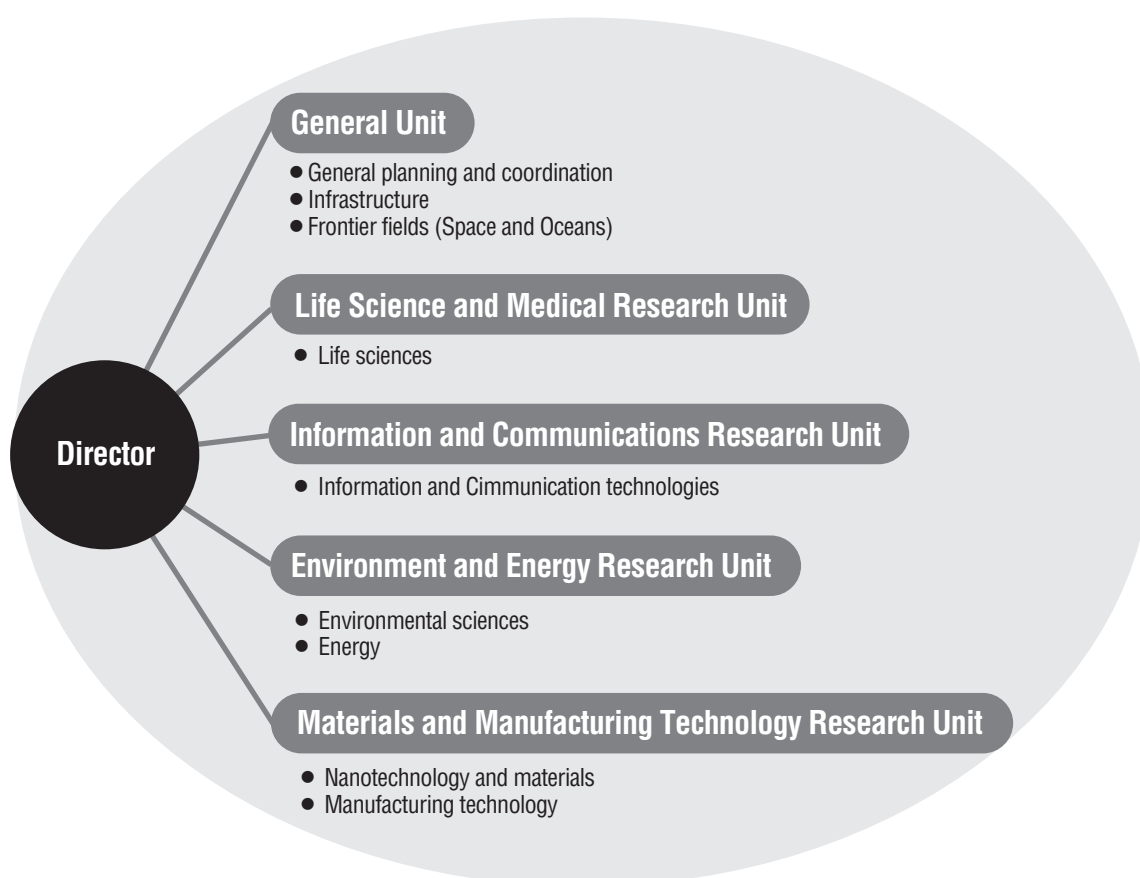 General Unit
● General planning and coordination
● Infrastructure
● Frontier fields (Space and Oceans)
Life Science and Medical Research Unit
● Life sciences
Director
Information and Communications Research Unit
● Information and Cimmunication technologies
Environment and Energy Research Unit
● Environmental sciences
● Energy
Materials and Manufacturing Technology Research Unit
● Nanotechnology and materials
● Manufacturing technology